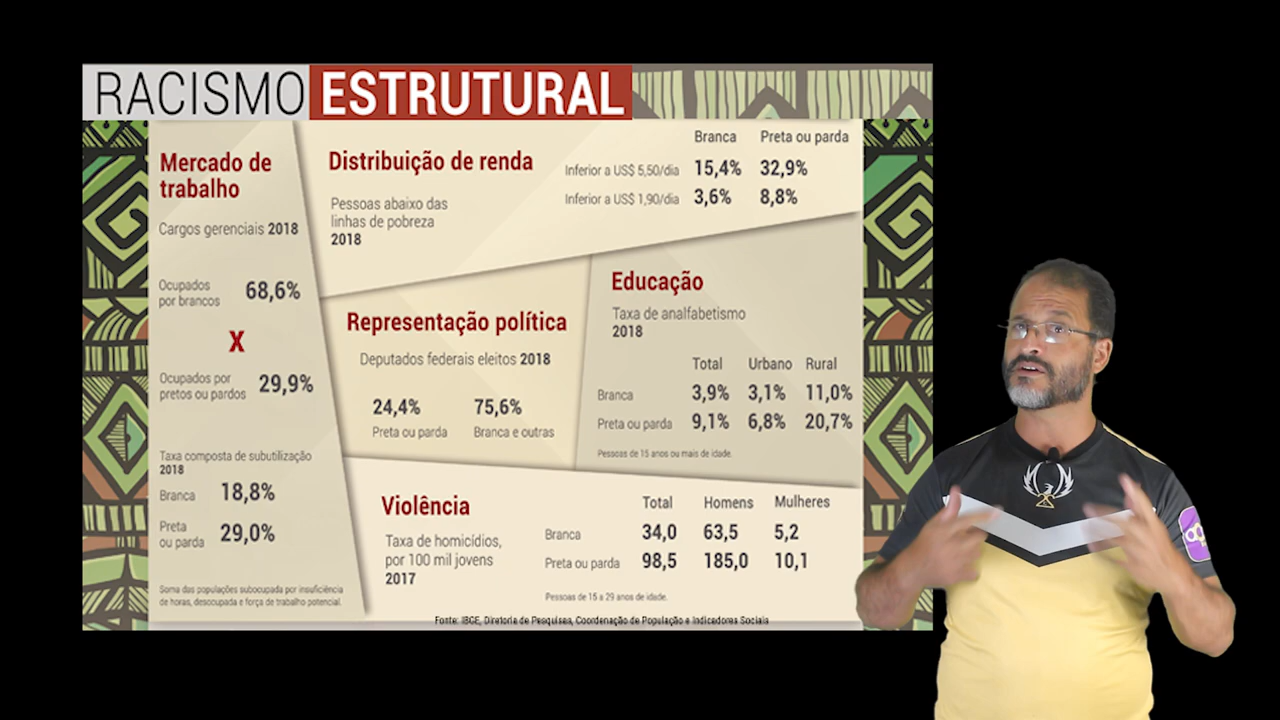 RACISMO ESTRUTURAL
Mercado de
trabalho
Cargos gerenciais 2018
Ocupados
por brancos
68,6%
X
Ocupados por
pretos ou pardos
29,9%
Taxa composta de subutilização
2018
Branca 18,8%
Preta
ou parda
29,0%
Soma das populações subocupada por insuficiência
de horas, desocupada e força de trabalho potencial.
Distribuição de renda
Pessoas abaixo das
linhas de pobreza
2018
Branca Preta ou parda
Inferior a US$ 5,50/dia 15,4% 32,9%
Inferior a US$ 1,90/dia 3,6% 8,8%
Representação política
Deputados federais eleitos 2018
24,4% 75,6%
Preta ou parda Branca e outras
Educação
Taxa de analfabetismo
2018
Total Urbano Rural
Branca 3,9% 3,1% 11,0%
Preta ou parda 9,1% 6,8% 20,7%
Pessoas de 15 anos ou mais de idade.
Violência
Taxa de homicídios,
por 100 mil jovens
2017
Total Homens Mulheres
Branca 34,0 63,5 5,2
Preta ou parda 98,5 185,0 10,1
Pessoas de 15 a 29 anos de idade.
Fonte: IBGE, Diretoria de Pesquisas, Coordenação de População e Indicadores Sociais